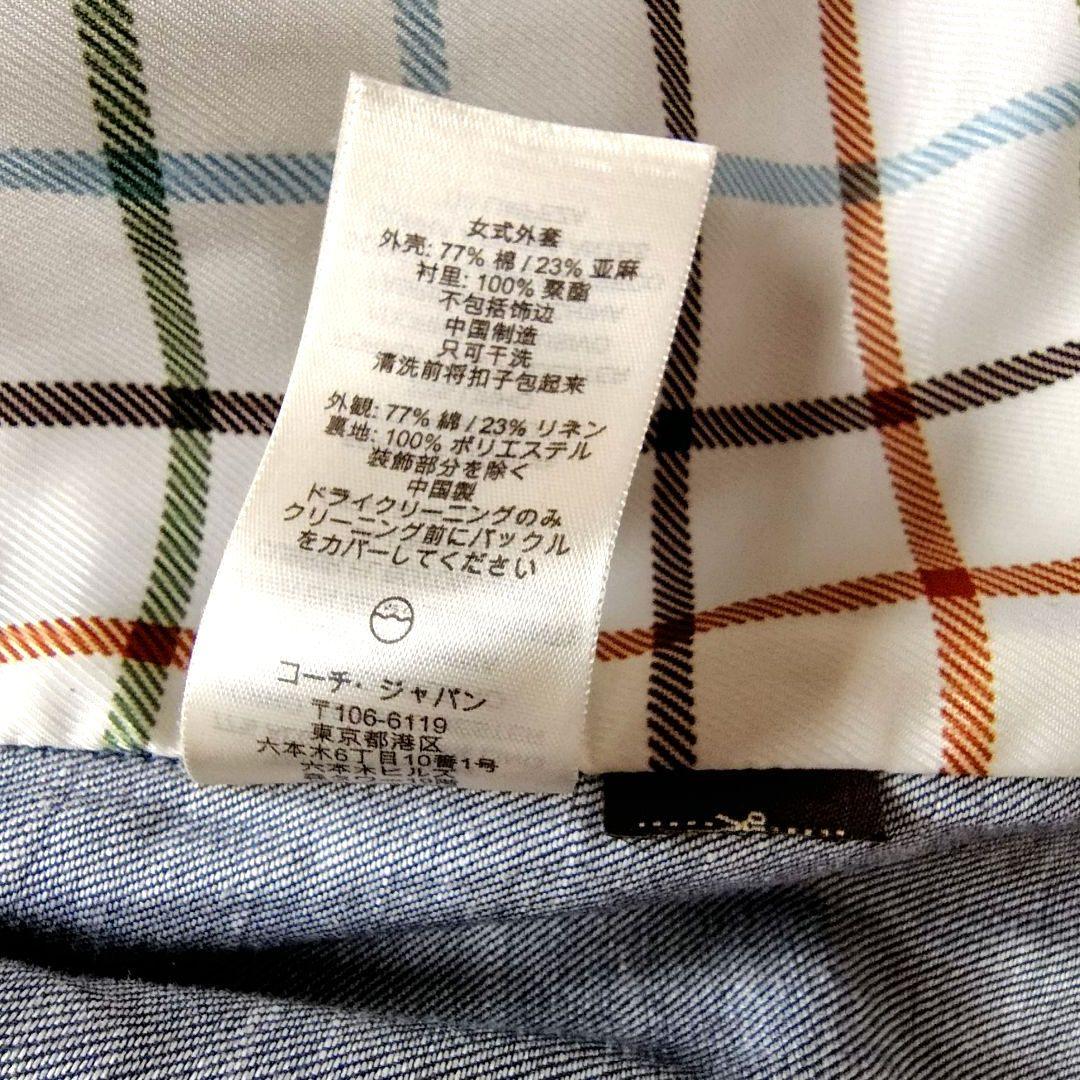 女式外套
外壳: 77% 棉 / 23% 亚麻
衬里: 100% 聚酯
不包括饰边
中国制造
只可干洗
清洗前将扣子包起来
外観: 77% 綿 / 23% リネン
裏地: 100% ポリエステル
装飾部分を除く
中国製
ドライクリーニングのみ
クリーニング前にバックル
をカバーしてください
コーチ・ジャパン
〒106-6119
東京都港区
六本木6丁目10番1号
六本木ヒルズ